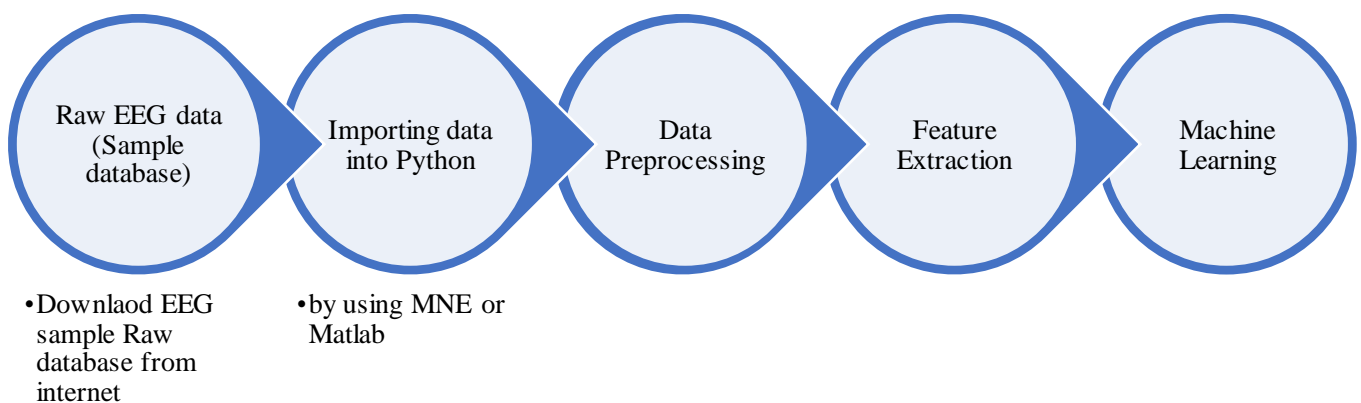 Raw EEG data
(Sample
database)
Importing data
into Python
Data
Preprocessing
Feature
Extraction
Machine
Learning
•Downlaod EEG
sample Raw
database from
internet
•by using MNE or
Matlab